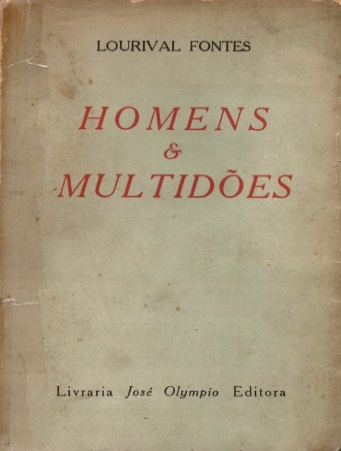 LOURIVAL FONTES
HOMENS
&
MULTIDÕES
Livraria José Olympio Editora